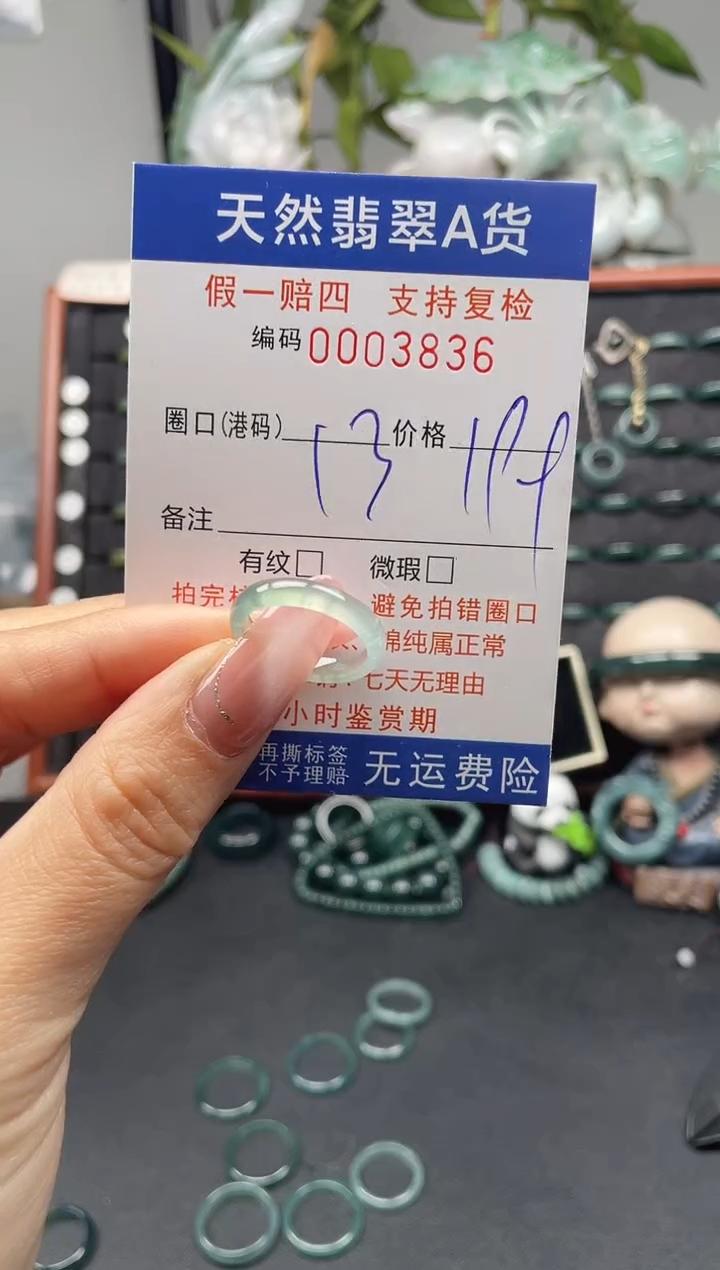 天然翡翠A货
假一赔四 支持复检
编码 0003836
圈口(港码) 13 价格
备注
有纹□ 微瑕□
拍完 避免拍错圈口
棉纯属正常
七天无理由
小时鉴赏期
再撕标签
不予理赔
无运费险